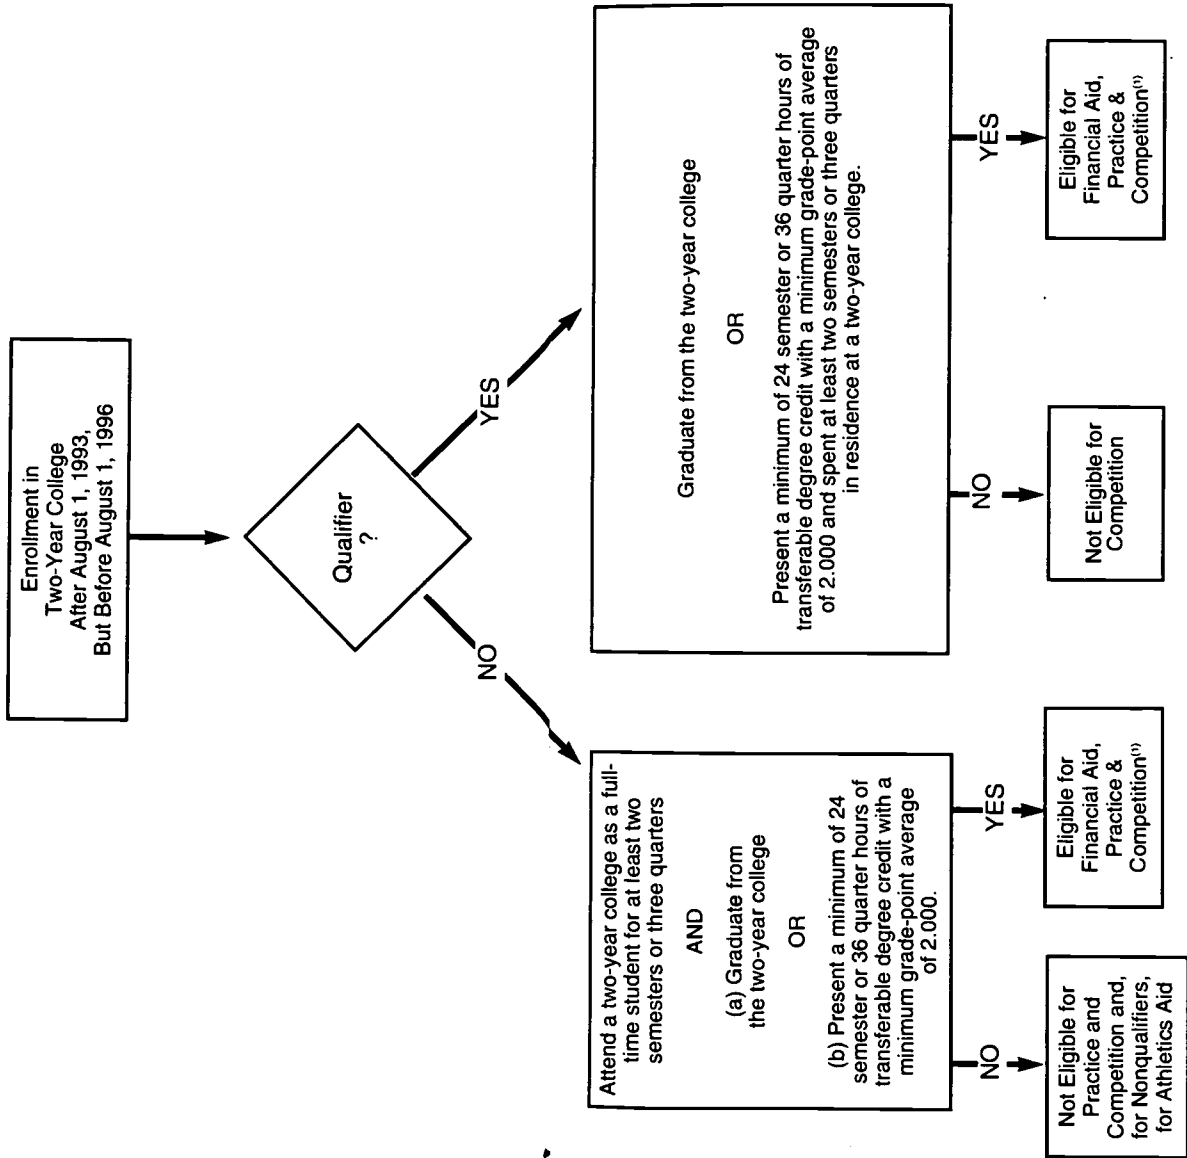 Enrollment in
Two-Year College
After August 1, 1993,
But Before August 1, 1996
Qualifier
?
NO
YES
Attend a two-year college as a full-
time student for at least two
semesters or three quarters
AND
(a) Graduate from
the two-year college
OR
(b) Present a minimum of 24
semester or 36 quarter hours of
transferable degree credit with a
minimum grade-point average
of 2.000.
NO
YES
Not Eligible for
Practice and
Competition and,
for Nonqualifiers,
for Athletics Aid
Eligible for
Financial Aid,
Practice &
Competition(1)
Graduate from the two-year college
OR
Present a minimum of 24 semester or 36 quarter hours of
transferable degree credit with a minimum grade-point average
of 2.000 and spent at least two semesters or three quarters
in residence at a two-year college.
NO
YES
Not Eligible for
Competition
Eligible for
Financial Aid,
Practice &
Competition(1)